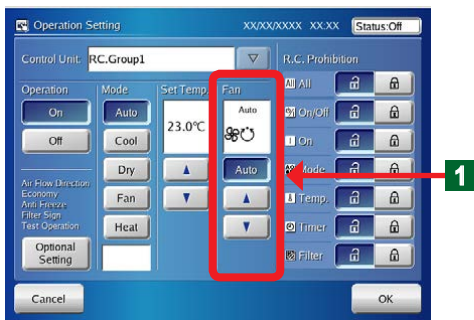 Operation Setting
XX/XX/XXXX XX:XX
Status:Off
Control Unit:
RC.Group1
R.C. Prohibition
Operation
Mode
Set Temp.
Fan
All All
On
Auto
23.0°C
Auto
On/Off
Off
Cool
On
Dry
Auto
Mode
Air Flow Direction
Economy
Anti Freeze
Filter Sign
Test Operation
Fan
Temp.
Heat
Timer
Optional
Setting
Filter
Cancel
OK
1